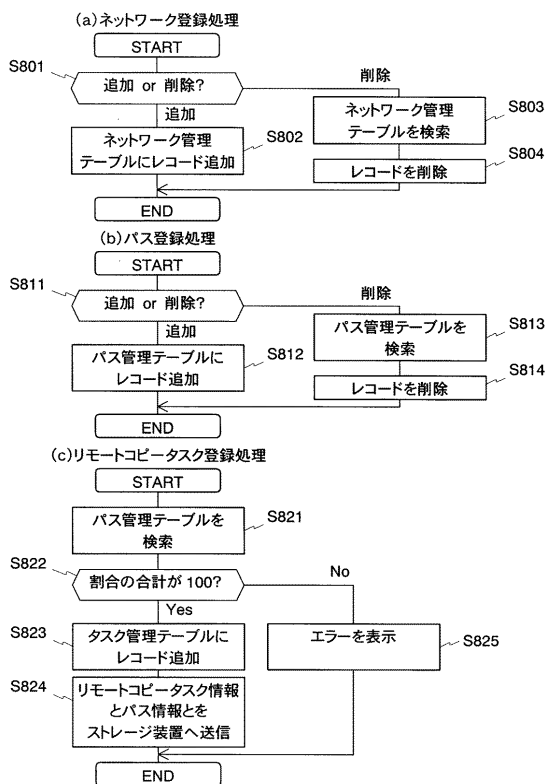 (a)ネットワーク登録処理
START
S801
追加 or 削除?
削除
追加
ネットワーク管理
テーブルにレコード追加
S802
ネットワーク管理
テーブルを検索
S803
レコードを削除
S804
END
(b)パス登録処理
START
S811
追加 or 削除?
削除
追加
パス管理テーブルに
レコード追加
S812
パス管理テーブルを
検索
S813
レコードを削除
S814
END
(c)リモートコピータスク登録処理
START
パス管理テーブルを
検索
S821
S822
割合の合計が 100?
No
Yes
S823
タスク管理テーブルに
レコード追加
エラーを表示
S825
S824
リモートコピータスク情報
とパス情報とを
ストレージ装置へ送信
END